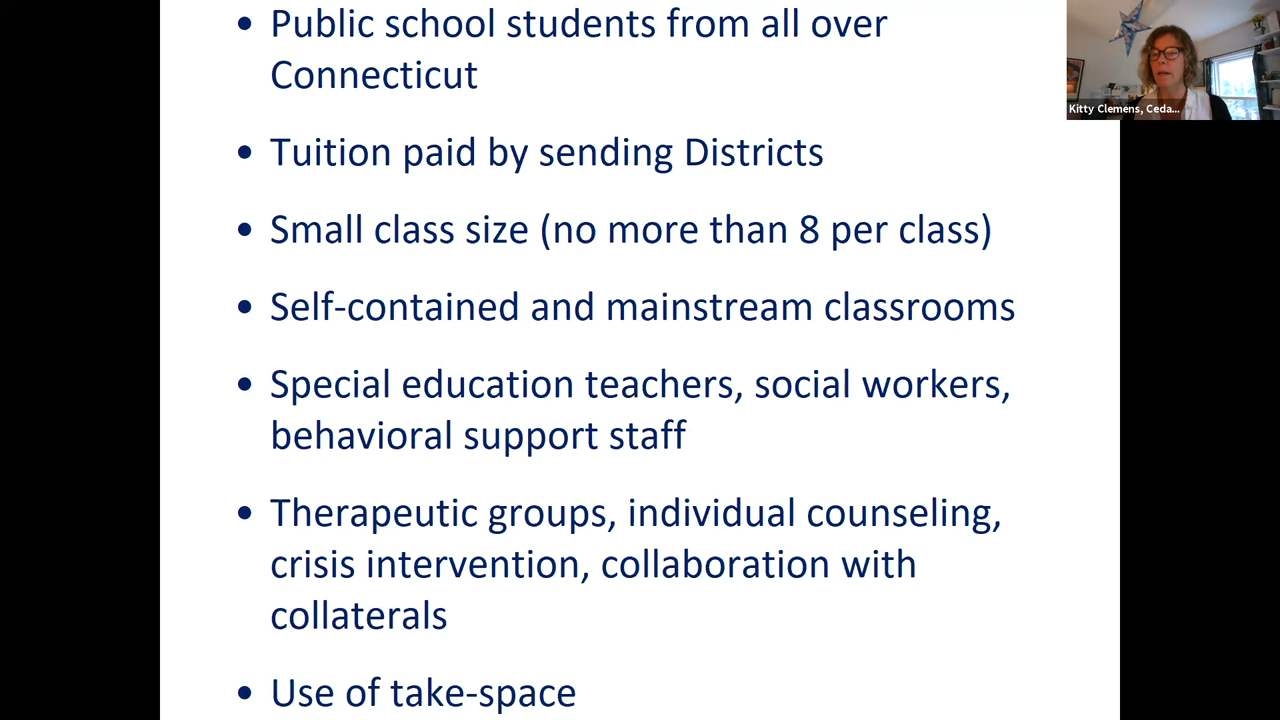 • Public school students from all over
Connecticut
• Tuition paid by sending Districts
• Small class size (no more than 8 per class)
• Self-contained and mainstream classrooms
• Special education teachers, social workers,
behavioral support staff
• Therapeutic groups, individual counseling,
crisis intervention, collaboration with
collaterals
• Use of take-space
Kitty Clemens, Ceda...